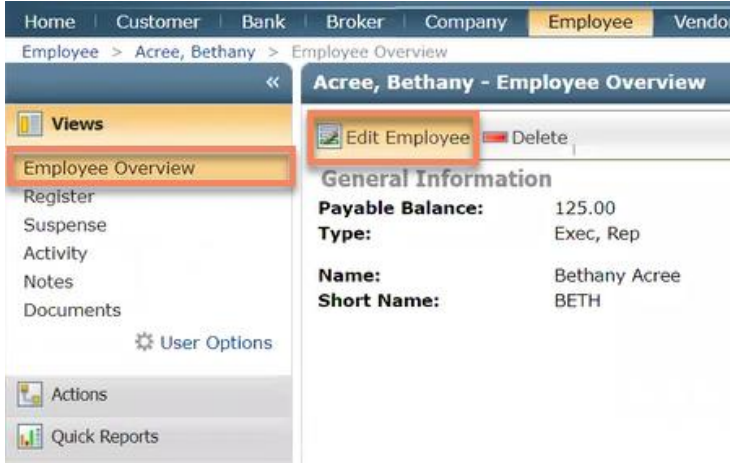 Home Customer Bank Broker Company Employee Vendo
Employee > Acree, Bethany > Employee Overview
« Acree, Bethany - Employee Overview
Views
Edit Employee Delete
Employee Overview
General Information
Register
Payable Balance: 125.00
Suspense
Type: Exec, Rep
Activity
Notes
Name: Bethany Acree
Documents
Short Name: BETH
User Options
Actions
Quick Reports